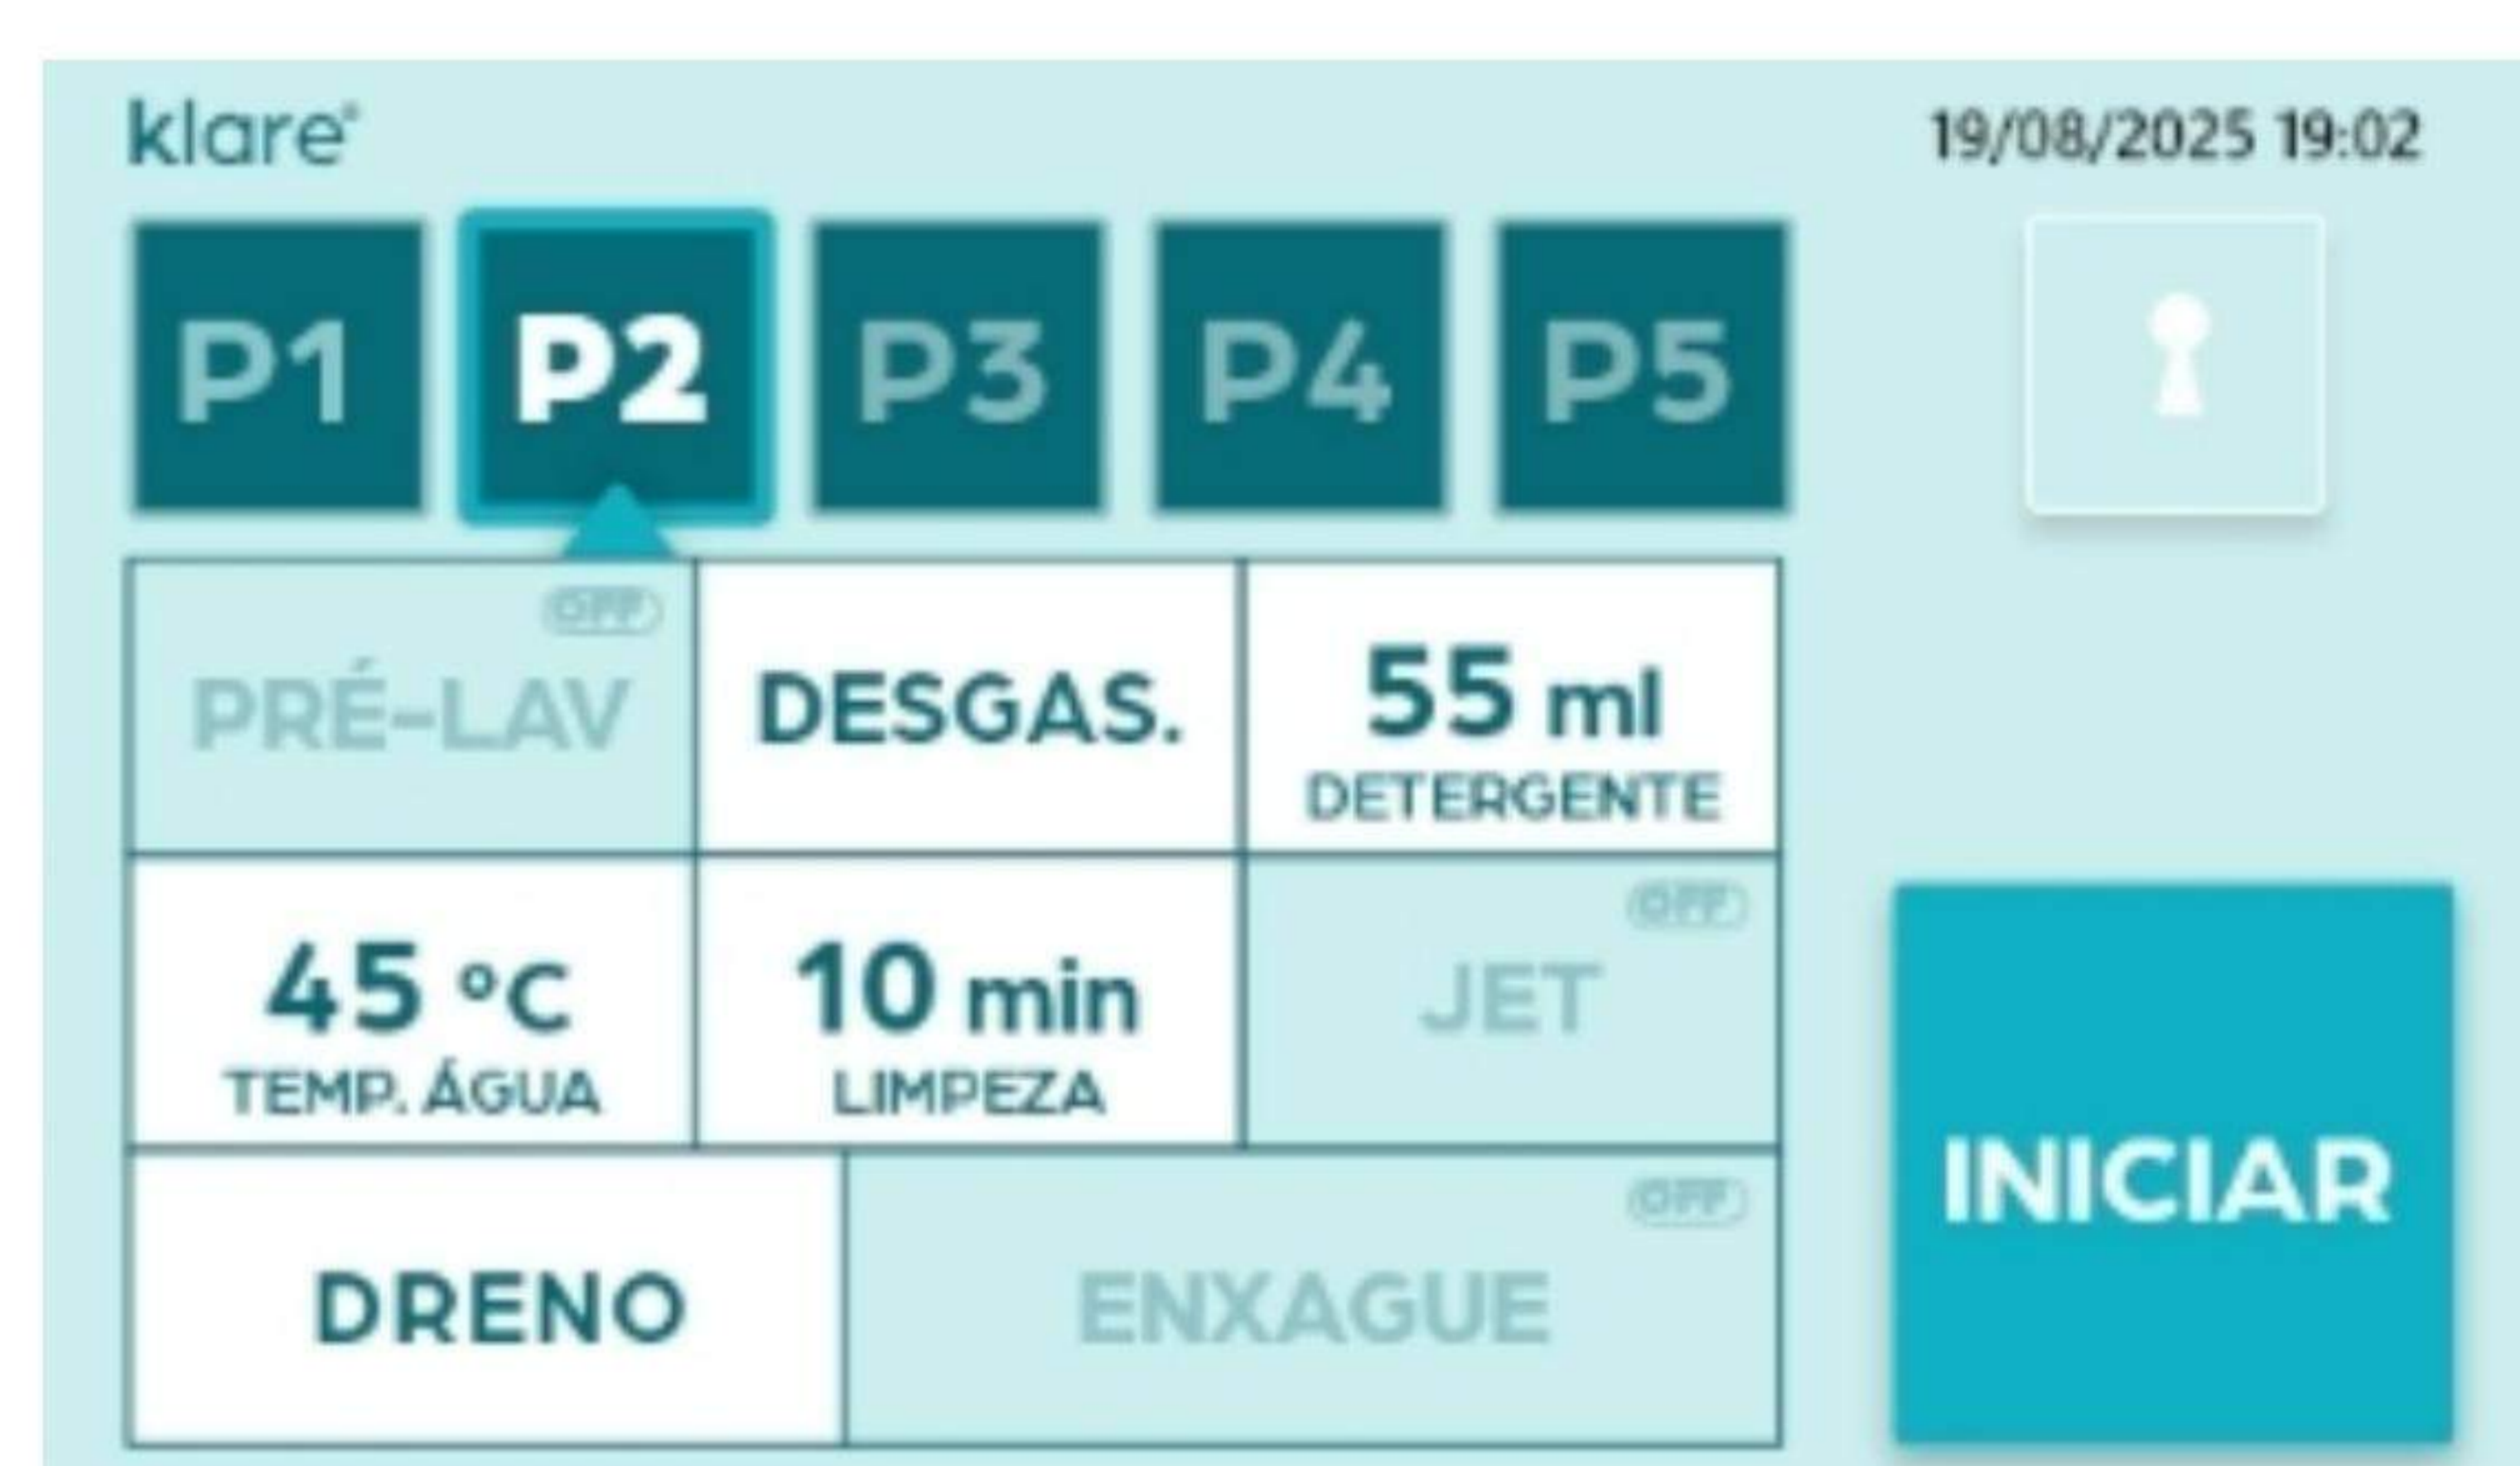 klare®
19/08/2025 19:02
P1 P2 P3 P4 P5
OFF
PRÉ-LAV
DESGAS.
55 ml
DETERGENTE
45 °C
TEMP. ÁGUA
10 min
LIMPEZA
OFF
JET
DRENO
OFF
ENXAGUE
INICIAR